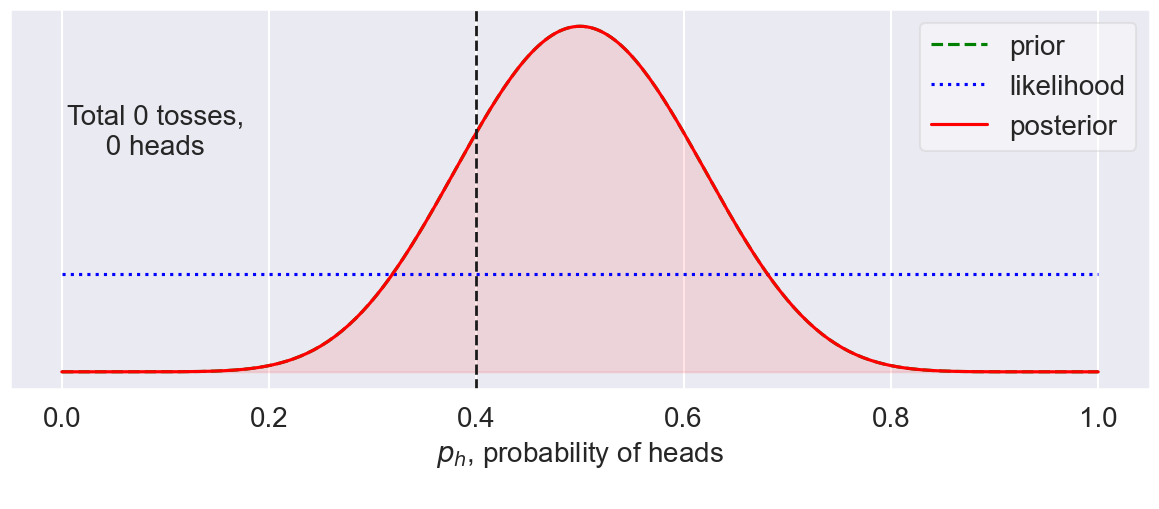 prior
likelihood
posterior
Total 0 tosses,
0 heads
0.0 0.2 0.4 0.6 0.8 1.0
pₕ, probability of heads